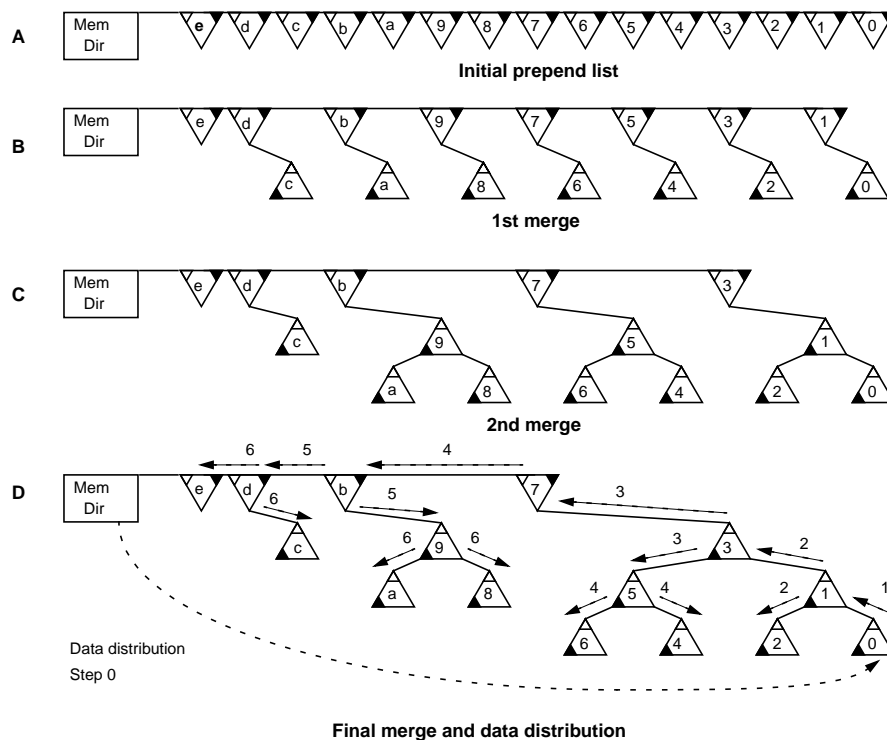 A Mem Dir e d c b a 9 8 7 6 5 4 3 2 1 0
Initial prepend list
B Mem Dir e d b 9 7 5 3 1
c a 8 6 4 2 0
1st merge
C Mem Dir e d b 7 3
c 9 5 1
a 8 6 4 2 0
2nd merge
6 5 4
D Mem Dir e d b 7
6 5 3
c 9 3
6 6 3 2
a 8 5 1
4 4 2 1
6 4 2 0
Data distribution
Step 0
Final merge and data distribution